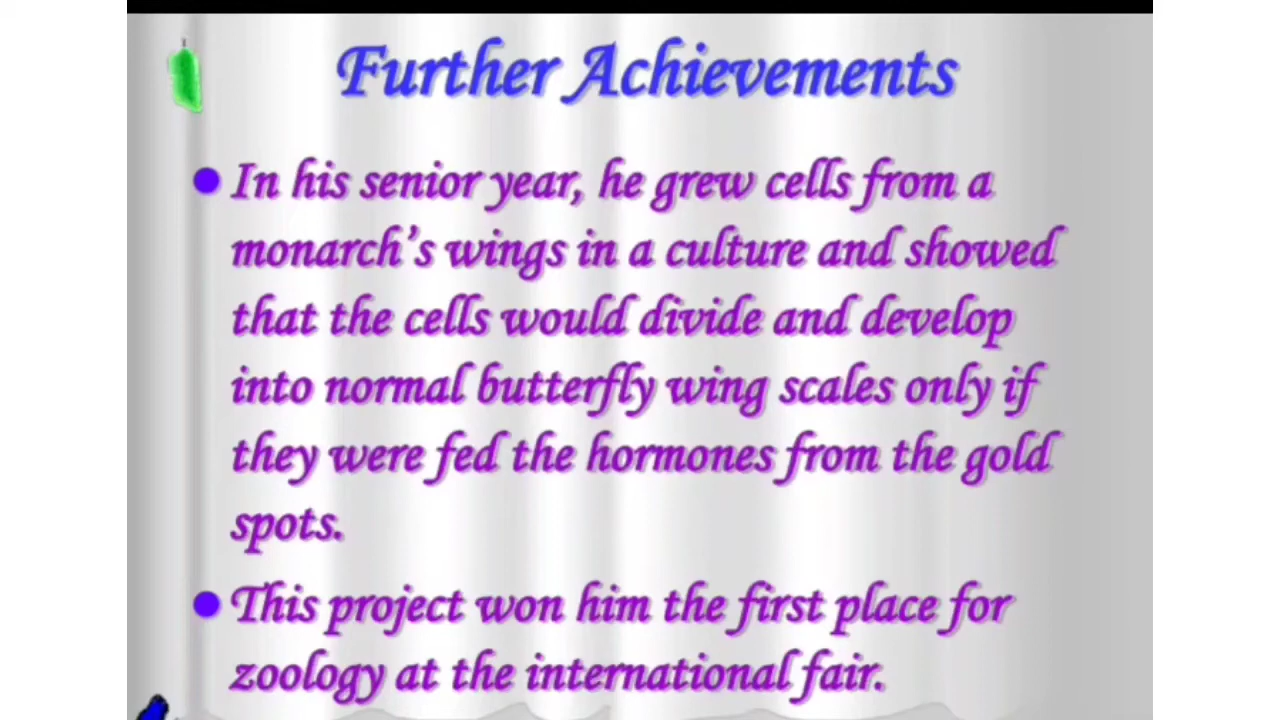 Further Achievements
• In his senior year, he grew cells from a
monarch’s wings in a culture and showed
that the cells would divide and develop
into normal butterfly wing scales only if
they were fed the hormones from the gold
spots.
• This project won him the first place for
zoology at the international fair.